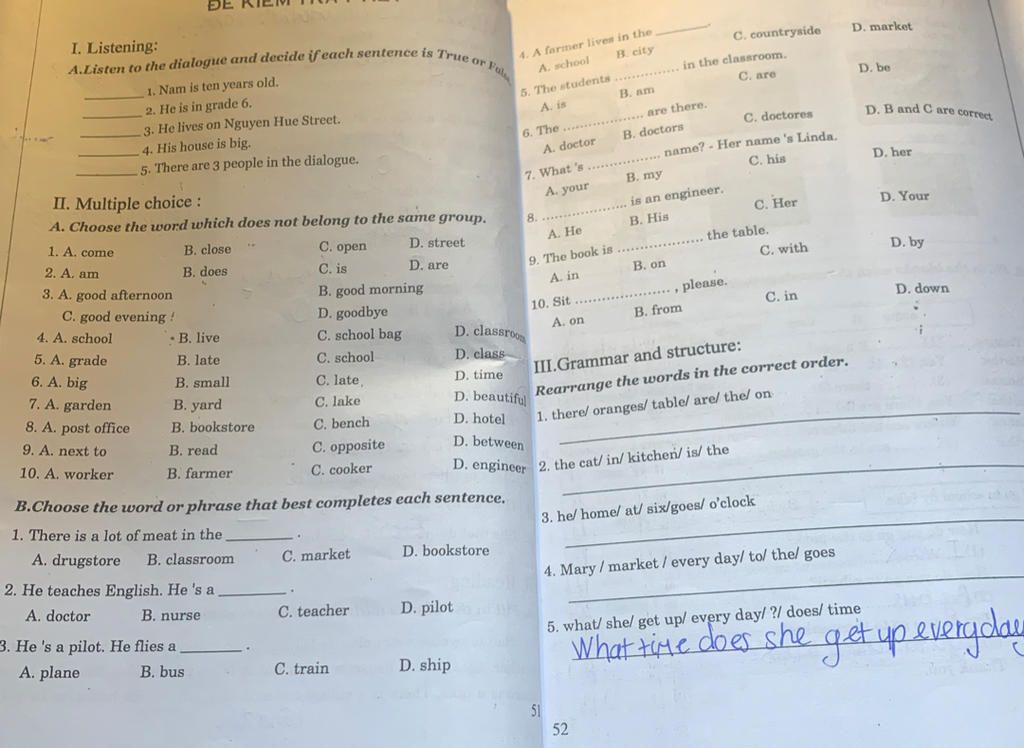 ĐỀ KIỂM TRA
I. Listening:
A.Listen to the dialogue and decide if each sentence is True or False
________ 1. Nam is ten years old.
________ 2. He is in grade 6.
________ 3. He lives on Nguyen Hue Street.
________ 4. His house is big.
________ 5. There are 3 people in the dialogue.
II. Multiple choice :
A. Choose the word which does not belong to the same group.
1. A. come B. close C. open D. street
2. A. am B. does C. is D. are
3. A. good afternoon B. good morning
C. good evening D. goodbye
4. A. school B. live C. school bag D. classroom
5. A. grade B. late C. school D. class
6. A. big B. small C. late D. time
7. A. garden B. yard C. lake D. beautiful
8. A. post office B. bookstore C. bench D. hotel
9. A. next to B. read C. opposite D. between
10. A. worker B. farmer C. cooker D. engineer
B.Choose the word or phrase that best completes each sentence.
1. There is a lot of meat in the ________ .
A. drugstore B. classroom C. market D. bookstore
2. He teaches English. He 's a ________ .
A. doctor B. nurse C. teacher D. pilot
3. He 's a pilot. He flies a ________ .
A. plane B. bus C. train D. ship
51
4. A farmer lives in the ________.
A. school B. city C. countryside D. market
5. The students .............. in the classroom.
A. is B. am C. are D. be
6. The .................. are there.
A. doctor B. doctors C. doctores D. B and C are correct
7. What 's ................ name? - Her name 's Linda.
A. your B. my C. his D. her
8. .................. is an engineer.
A. He B. His C. Her D. Your
9. The book is .................. the table.
A. in B. on C. with D. by
10. Sit .................... , please.
A. on B. from C. in D. down
III.Grammar and structure:
Rearrange the words in the correct order.
1. there/ oranges/ table/ are/ the/ on
2. the cat/ in/ kitchen/ is/ the
3. he/ home/ at/ six/goes/ o'clock
4. Mary / market / every day/ to/ the/ goes
5. what/ she/ get up/ every day/ ?/ does/ time
What time does she get up everyday
52